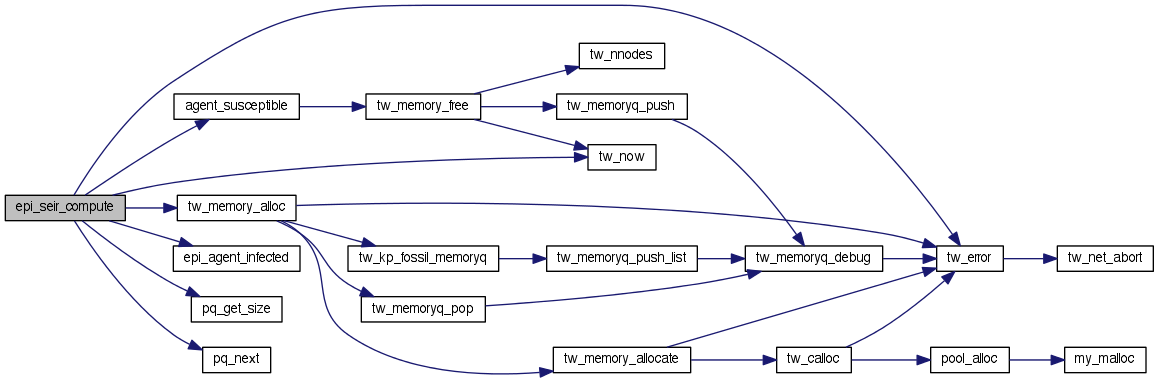 tw_nnodes
agent_susceptible
tw_memory_free
tw_memoryq_push
tw_now
epi_seir_compute
tw_memory_alloc
epi_agent_infected
tw_kp_fossil_memoryq
tw_memoryq_push_list
tw_memoryq_debug
tw_error
tw_net_abort
pq_get_size
tw_memoryq_pop
pq_next
tw_memory_allocate
tw_calloc
pool_alloc
my_malloc